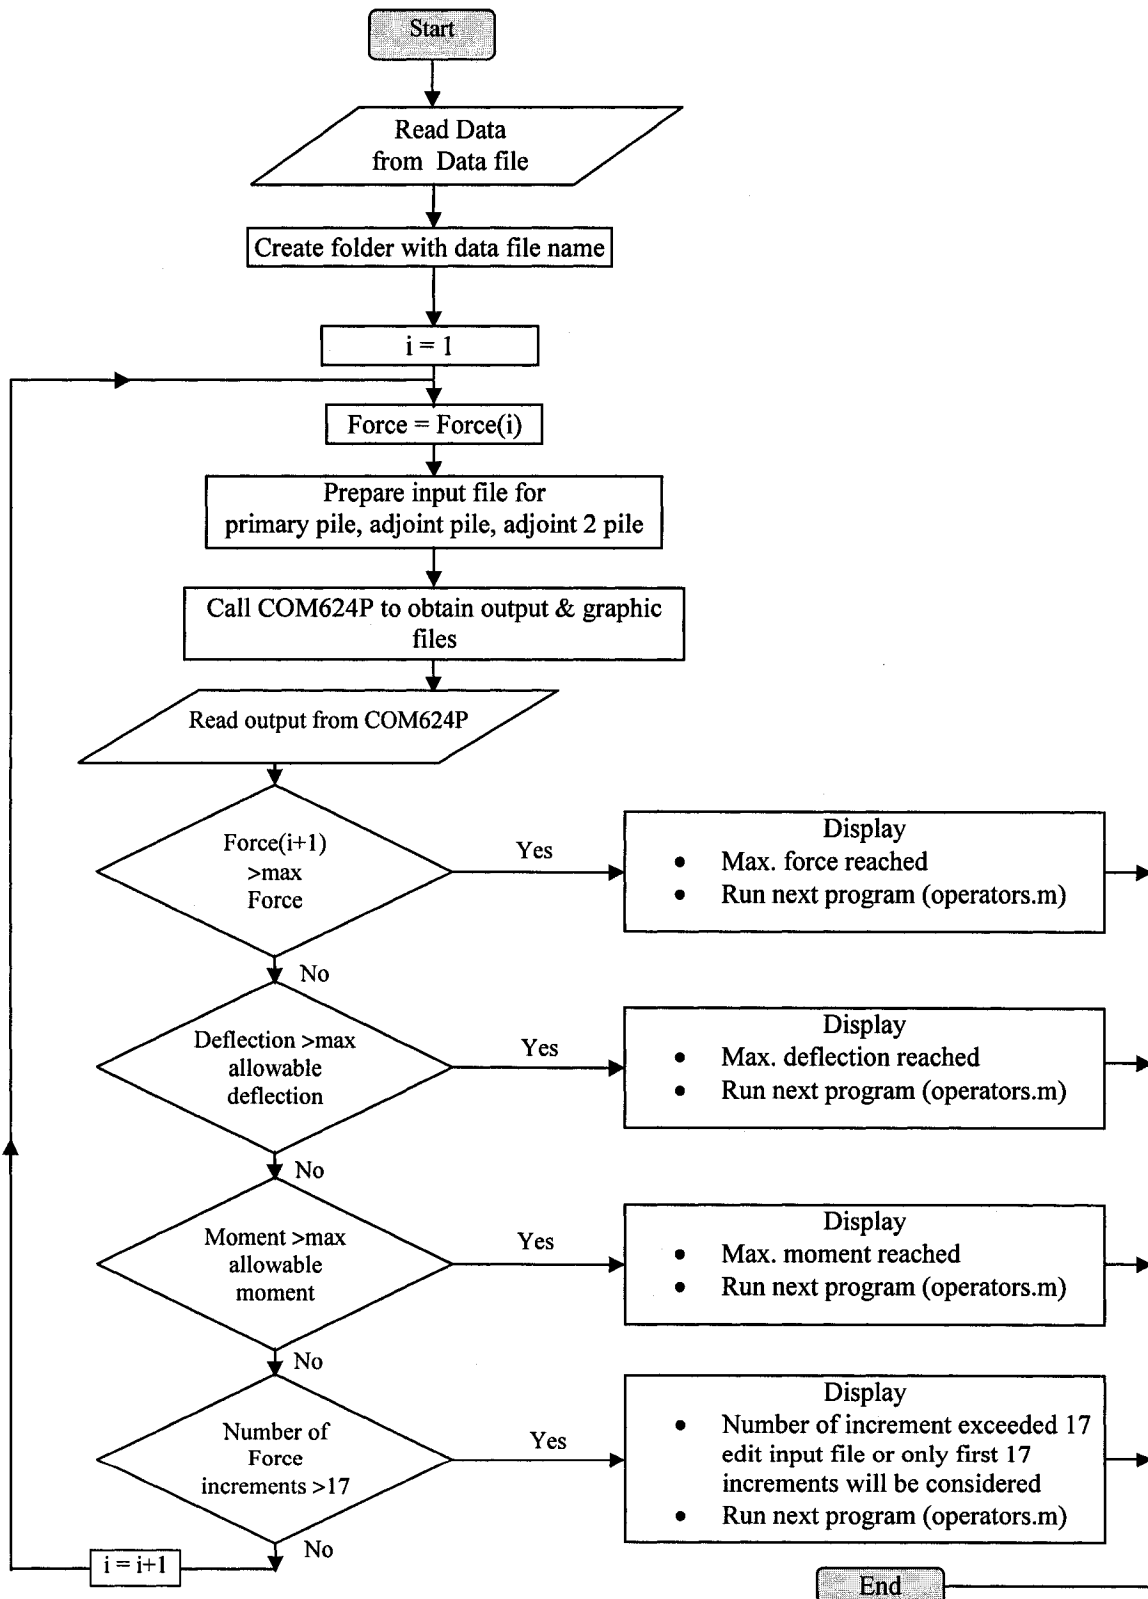 Start
Read Data
from Data file
Create folder with data file name
i = 1
Force = Force(i)
Prepare input file for
primary pile, adjoint pile, adjoint 2 pile
Call COM624P to obtain output & graphic
files
Read output from COM624P
Force(i+1)
>max
Force
Yes
Display
• Max. force reached
• Run next program (operators.m)
No
Deflection >max
allowable
deflection
Yes
Display
• Max. deflection reached
• Run next program (operators.m)
No
Moment >max
allowable
moment
Yes
Display
• Max. moment reached
• Run next program (operators.m)
No
Number of
Force
increments >17
Yes
Display
• Number of increment exceeded 17
edit input file or only first 17
increments will be considered
• Run next program (operators.m)
No
i = i+1
End